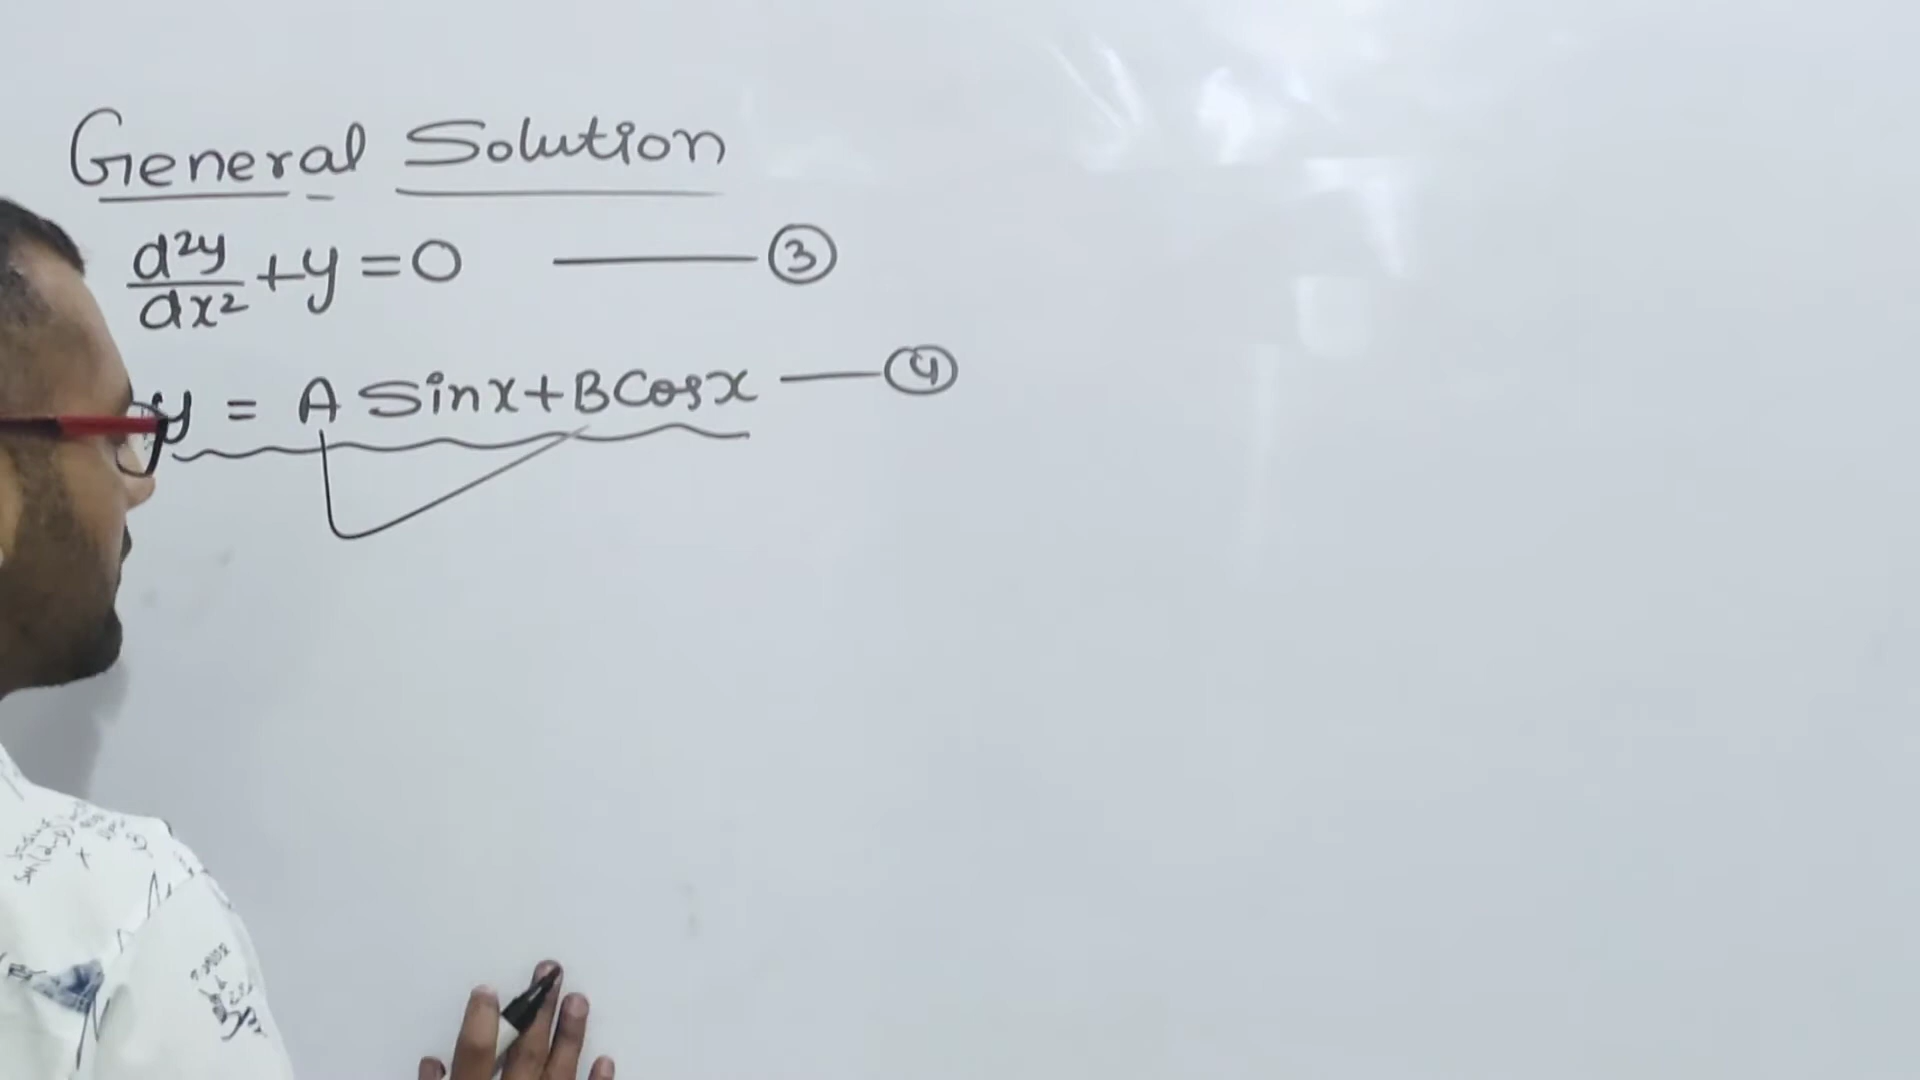 General Solution
d²y/dx² + y = 0 ——— ③
y = A Sinx + B Cosx —— ④